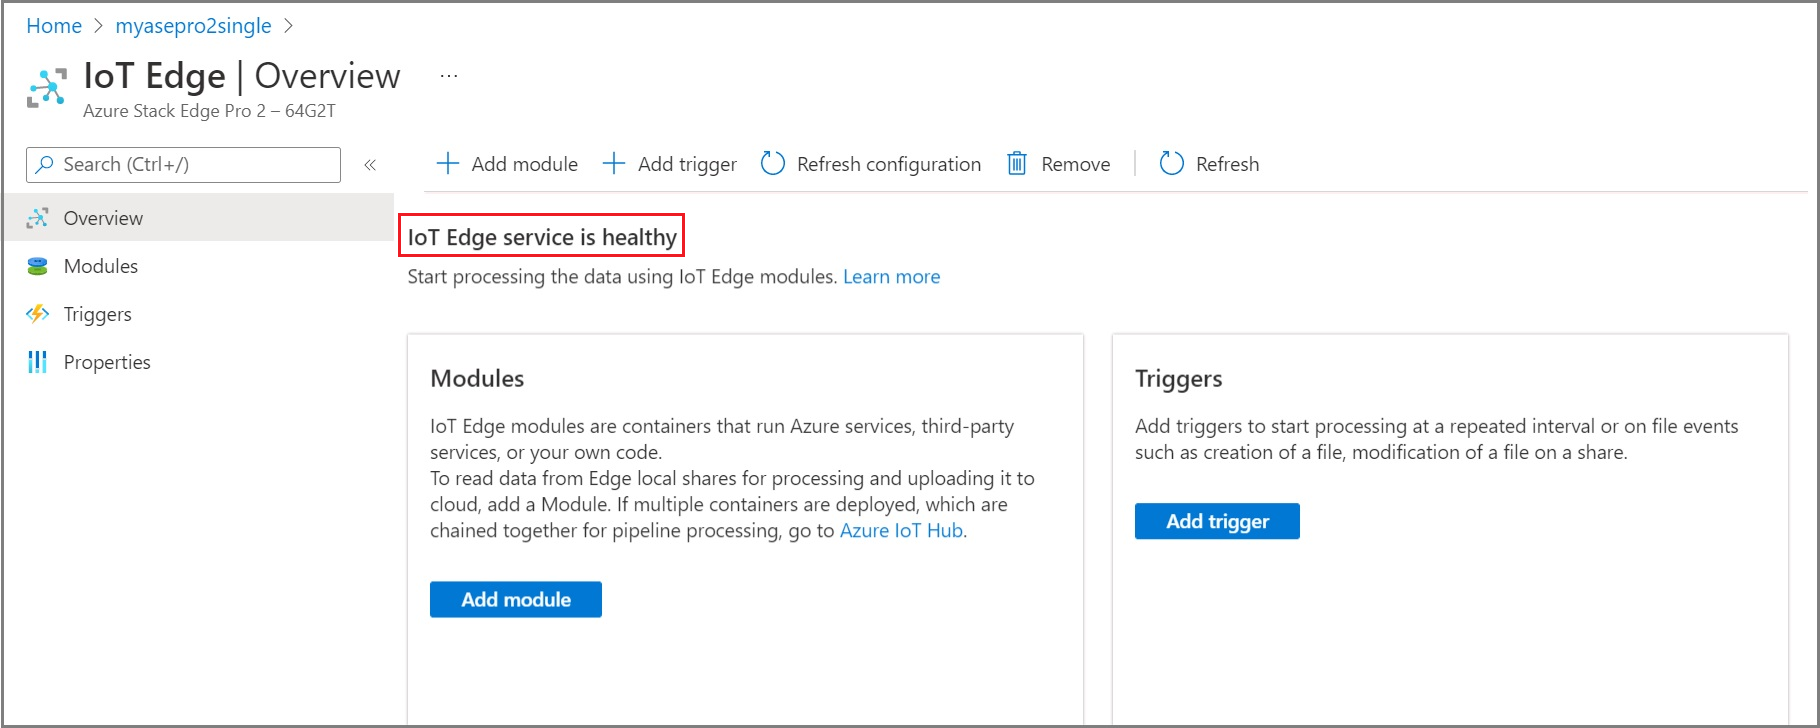 Home > myasepro2single >
IoT Edge | Overview ...
Azure Stack Edge Pro 2 – 64G2T
Search (Ctrl+/) «
Add module Add trigger Refresh configuration Remove Refresh
Overview
Modules
Triggers
Properties
IoT Edge service is healthy
Start processing the data using IoT Edge modules. Learn more
Modules
IoT Edge modules are containers that run Azure services, third-party
services, or your own code.
To read data from Edge local shares for processing and uploading it to
cloud, add a Module. If multiple containers are deployed, which are
chained together for pipeline processing, go to Azure IoT Hub.
Add module
Triggers
Add triggers to start processing at a repeated interval or on file events
such as creation of a file, modification of a file on a share.
Add trigger